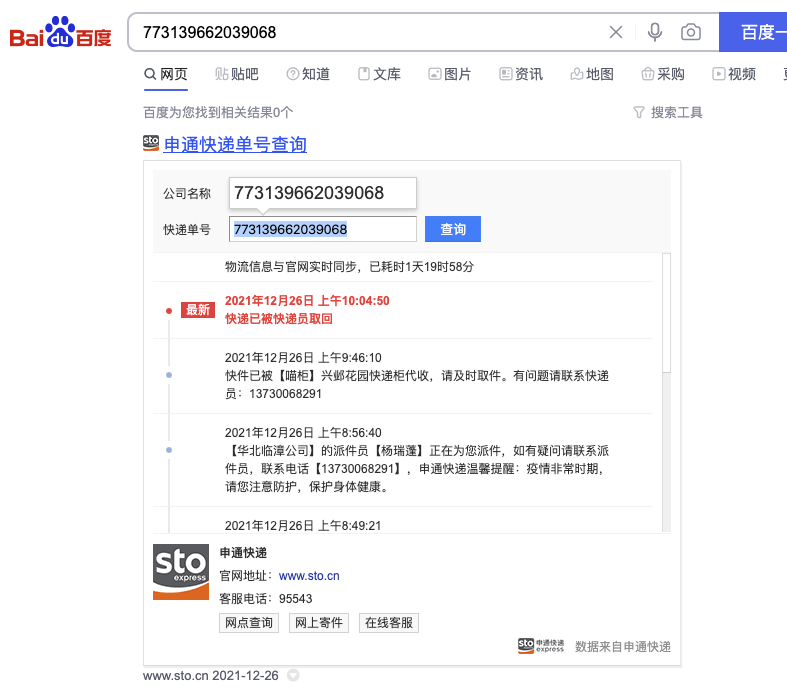 Bai du 百度
773139662039068
百度一
网页 贴贴吧 知道 文库 图片 资讯 地图 采购 视频
百度为您找到相关结果0个 搜索工具
sto 申通快递单号查询
公司名称 773139662039068
快递单号 773139662039068 查询
物流信息与官网实时同步，已耗时1天19时58分
2021年12月26日 上午10:04:50
最新
快递已被快递员取回
2021年12月26日 上午9:46:10
快件已被【喵柜】兴邺花园快递柜代收，请及时取件。有问题请联系快递
员：13730068291
2021年12月26日 上午8:56:40
【华北临漳公司】的派件员【杨瑞蓬】正在为您派件，如有疑问请联系派
件员，联系电话【13730068291】，申通快递温馨提醒：疫情非常时期，
请您注意防护，保护身体健康。
2021年12月26日 上午8:49:21
sto express
申通快递
官网地址：www.sto.cn
客服电话：95543
网点查询 网上寄件 在线客服
sto 申通快递 express 数据来自申通快递
www.sto.cn 2021-12-26